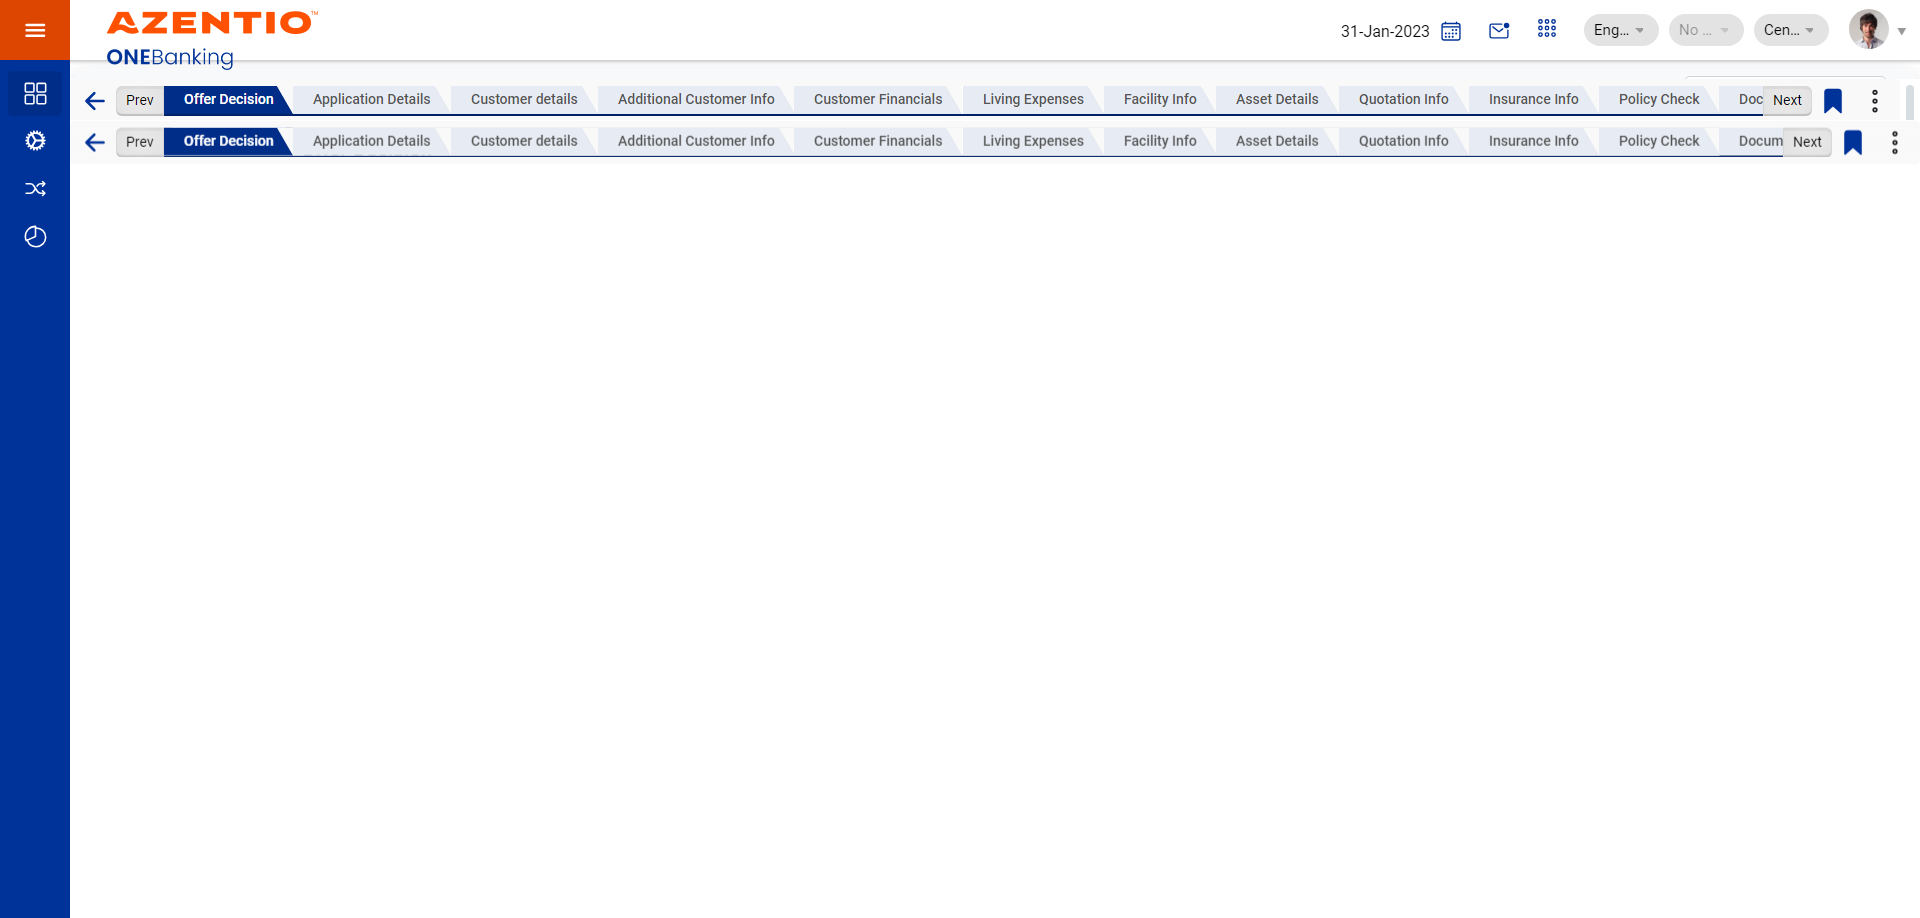 AZENTIO™
ONEBanking
31-Jan-2023 Eng... No ... Cen...
Prev Offer Decision Application Details Customer details Additional Customer Info Customer Financials Living Expenses Facility Info Asset Details Quotation Info Insurance Info Policy Check Doc Next
Prev Offer Decision Application Details Customer details Additional Customer Info Customer Financials Living Expenses Facility Info Asset Details Quotation Info Insurance Info Policy Check Docum Next